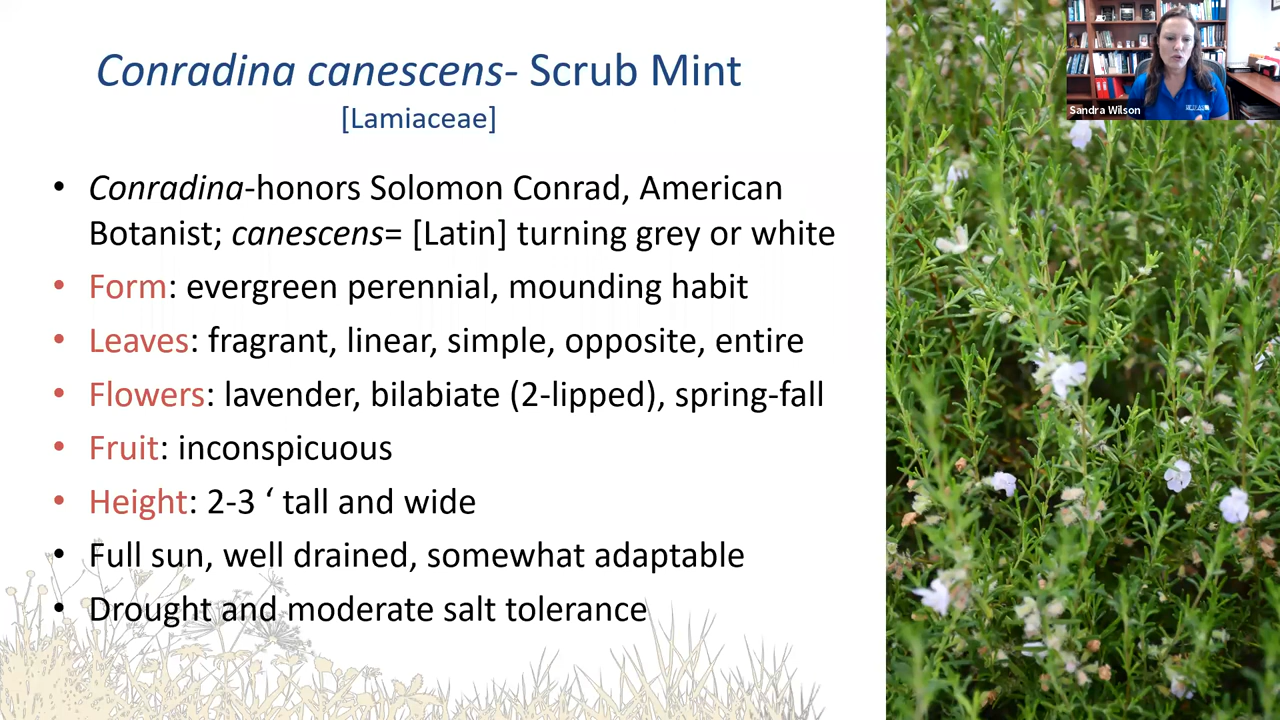 Conradina canescens- Scrub Mint
[Lamiaceae]
• Conradina-honors Solomon Conrad, American
Botanist; canescens= [Latin] turning grey or white
• Form: evergreen perennial, mounding habit
• Leaves: fragrant, linear, simple, opposite, entire
• Flowers: lavender, bilabiate (2-lipped), spring-fall
• Fruit: inconspicuous
• Height: 2-3 ‘ tall and wide
• Full sun, well drained, somewhat adaptable
• Drought and moderate salt tolerance
Sandra Wilson